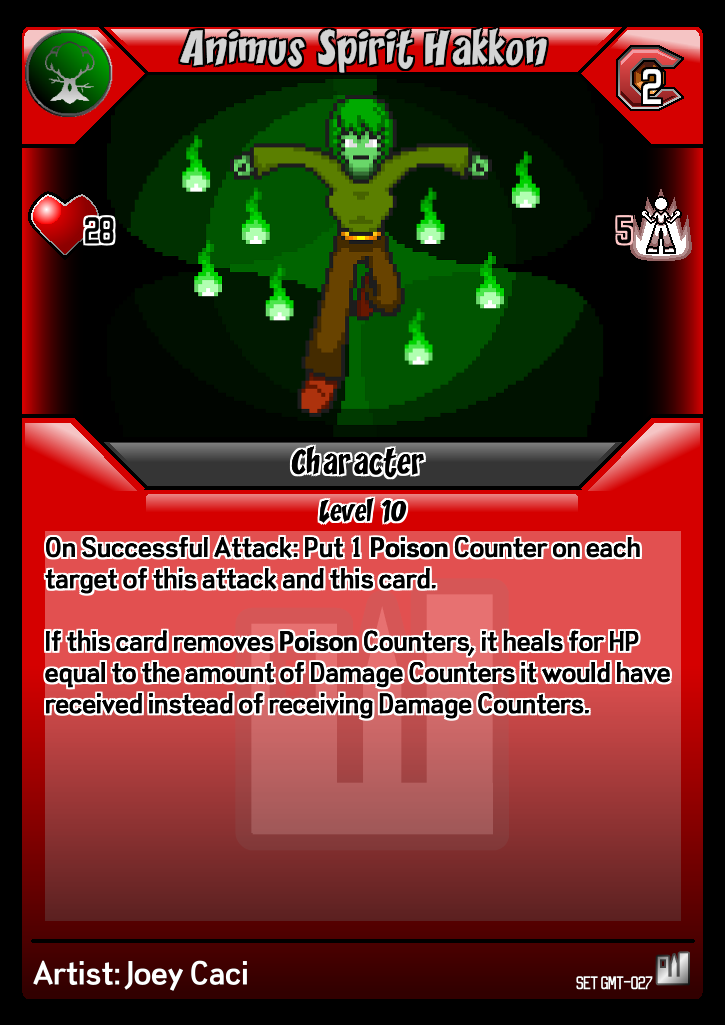 Animus Spirit Hakkon
2
28
5
Character
Level 10
On Successful Attack: Put 1 Poison Counter on each
target of this attack and this card.
If this card removes Poison Counters, it heals for HP
equal to the amount of Damage Counters it would have
received instead of receiving Damage Counters.
Artist: Joey Caci
SET GMT-027